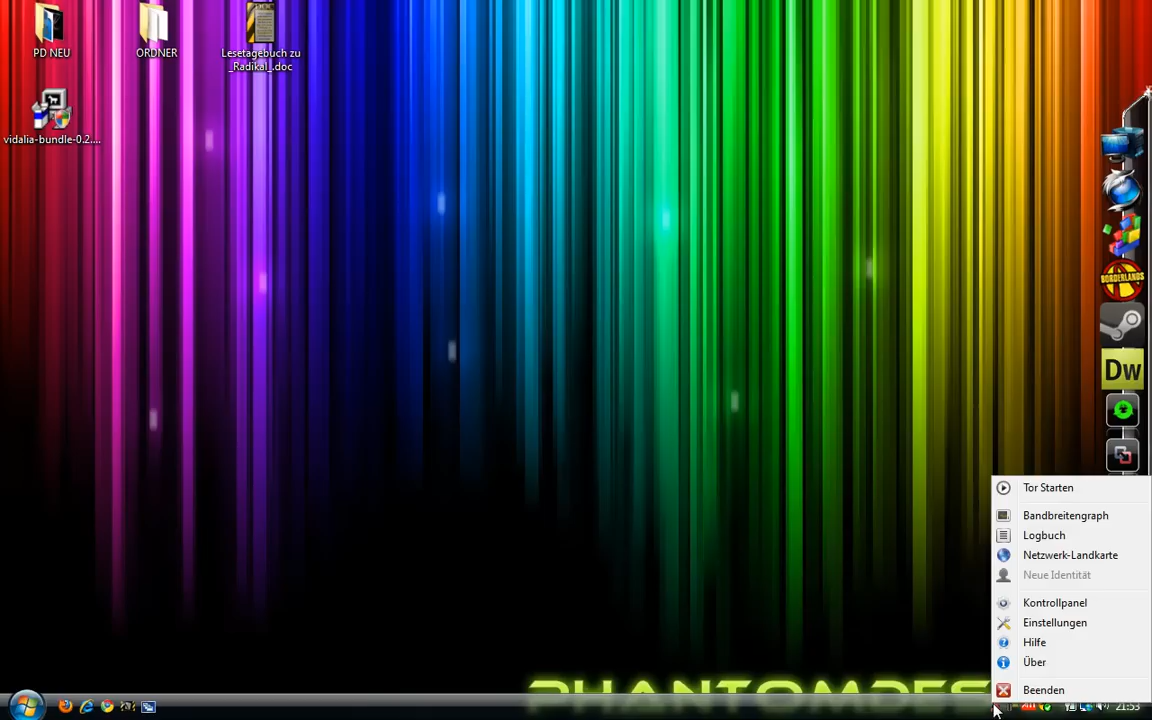 PD NEU
ORDNER
Lesetagebuch zu
_Radikal_.doc
vidalia-bundle-0.2....
BORDERLANDS
Dw
Tor Starten
Bandbreitengraph
Logbuch
Netzwerk-Landkarte
Neue Identität
Kontrollpanel
Einstellungen
Hilfe
Über
Beenden
PHANTOMDES
21:53